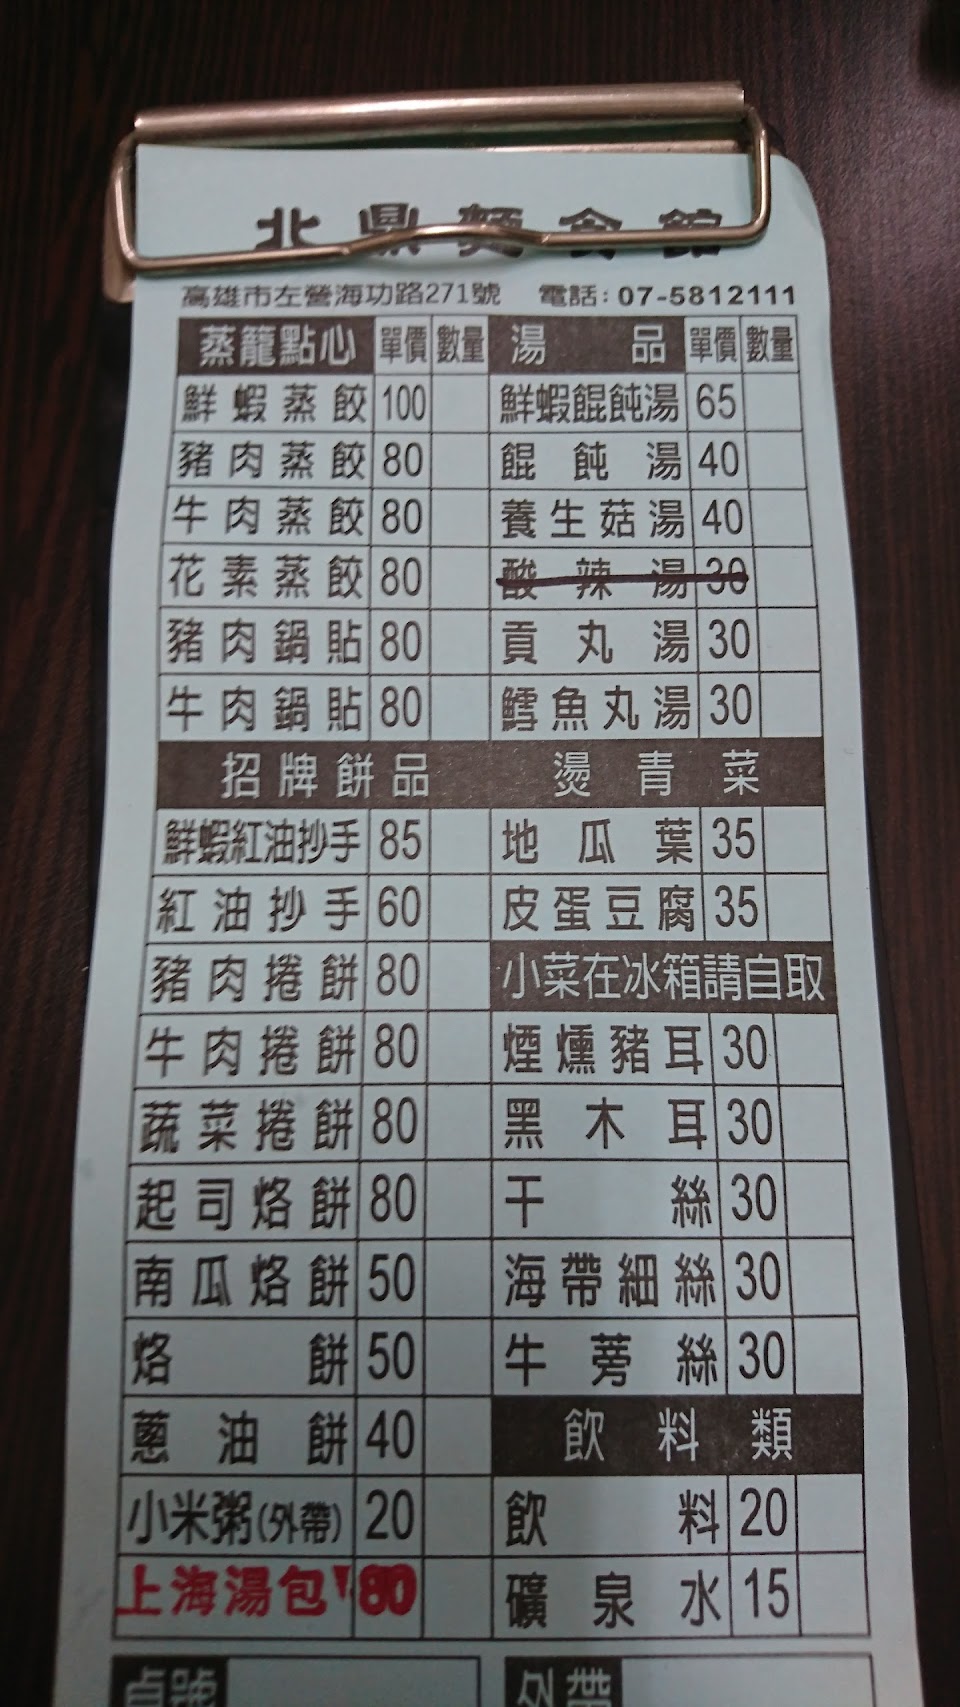 北鼎麵食館
高雄市左營海功路271號 電話:07-5812111
蒸籠點心 單價 數量 湯品 單價 數量
鮮蝦蒸餃 100 鮮蝦餛飩湯 65
豬肉蒸餃 80 餛飩湯 40
牛肉蒸餃 80 養生菇湯 40
花素蒸餃 80 酸辣湯 30
豬肉鍋貼 80 貢丸湯 30
牛肉鍋貼 80 鱈魚丸湯 30
招牌餅品 燙青菜
鮮蝦紅油抄手 85 地瓜葉 35
紅油抄手 60 皮蛋豆腐 35
豬肉捲餅 80 小菜在冰箱請自取
牛肉捲餅 80 煙燻豬耳 30
蔬菜捲餅 80 黑木耳 30
起司烙餅 80 干絲 30
南瓜烙餅 50 海帶細絲 30
烙餅 50 牛蒡絲 30
蔥油餅 40 飲料類
小米粥(外帶) 20 飲料 20
上海湯包 80 礦泉水 15
桌號 外帶